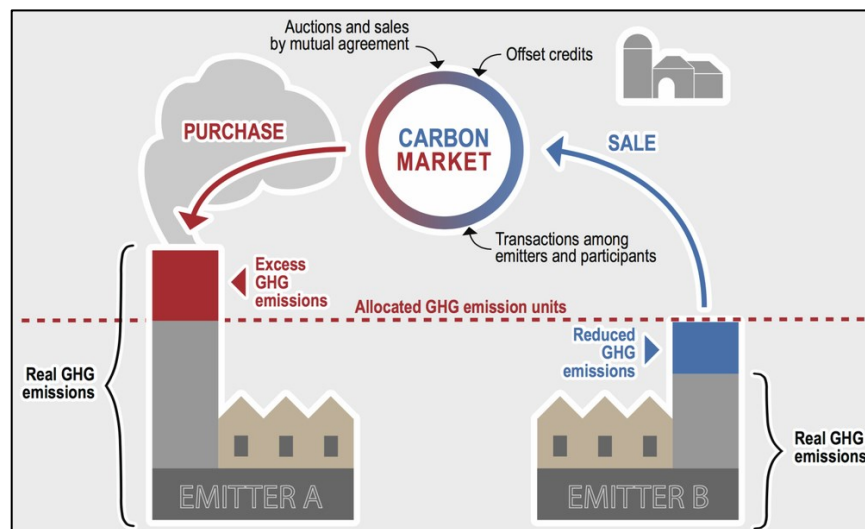 Auctions and sales
by mutual agreement
Offset credits
PURCHASE
CARBON
MARKET
SALE
Transactions among
emitters and participants
Excess
GHG
emissions
Allocated GHG emission units
Reduced
GHG
emissions
Real GHG
emissions
Real GHG
emissions
EMITTER A
EMITTER B